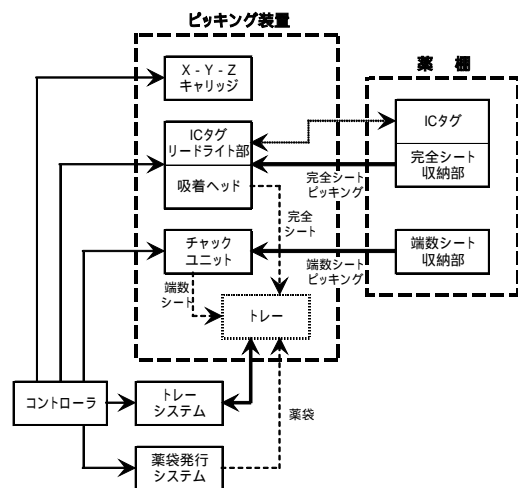 ピッキング装置
X - Y - Z
キャリッジ
薬　棚
ICタグ
リードライト部
吸着ヘッド
ICタグ
完全シート
収納部
完全シート
ピッキング
完全
シート
チャック
ユニット
端数シート
収納部
端数シート
ピッキング
端数
シート
トレー
コントローラ
トレー
システム
薬袋
薬袋発行
システム